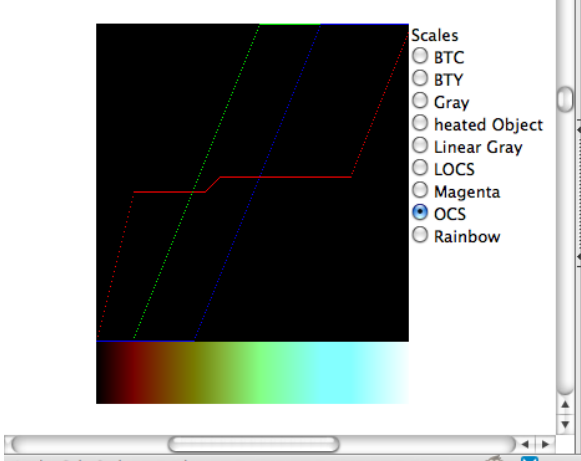 Scales
BTC
BTY
Gray
heated Object
Linear Gray
LOCS
Magenta
OCS
Rainbow